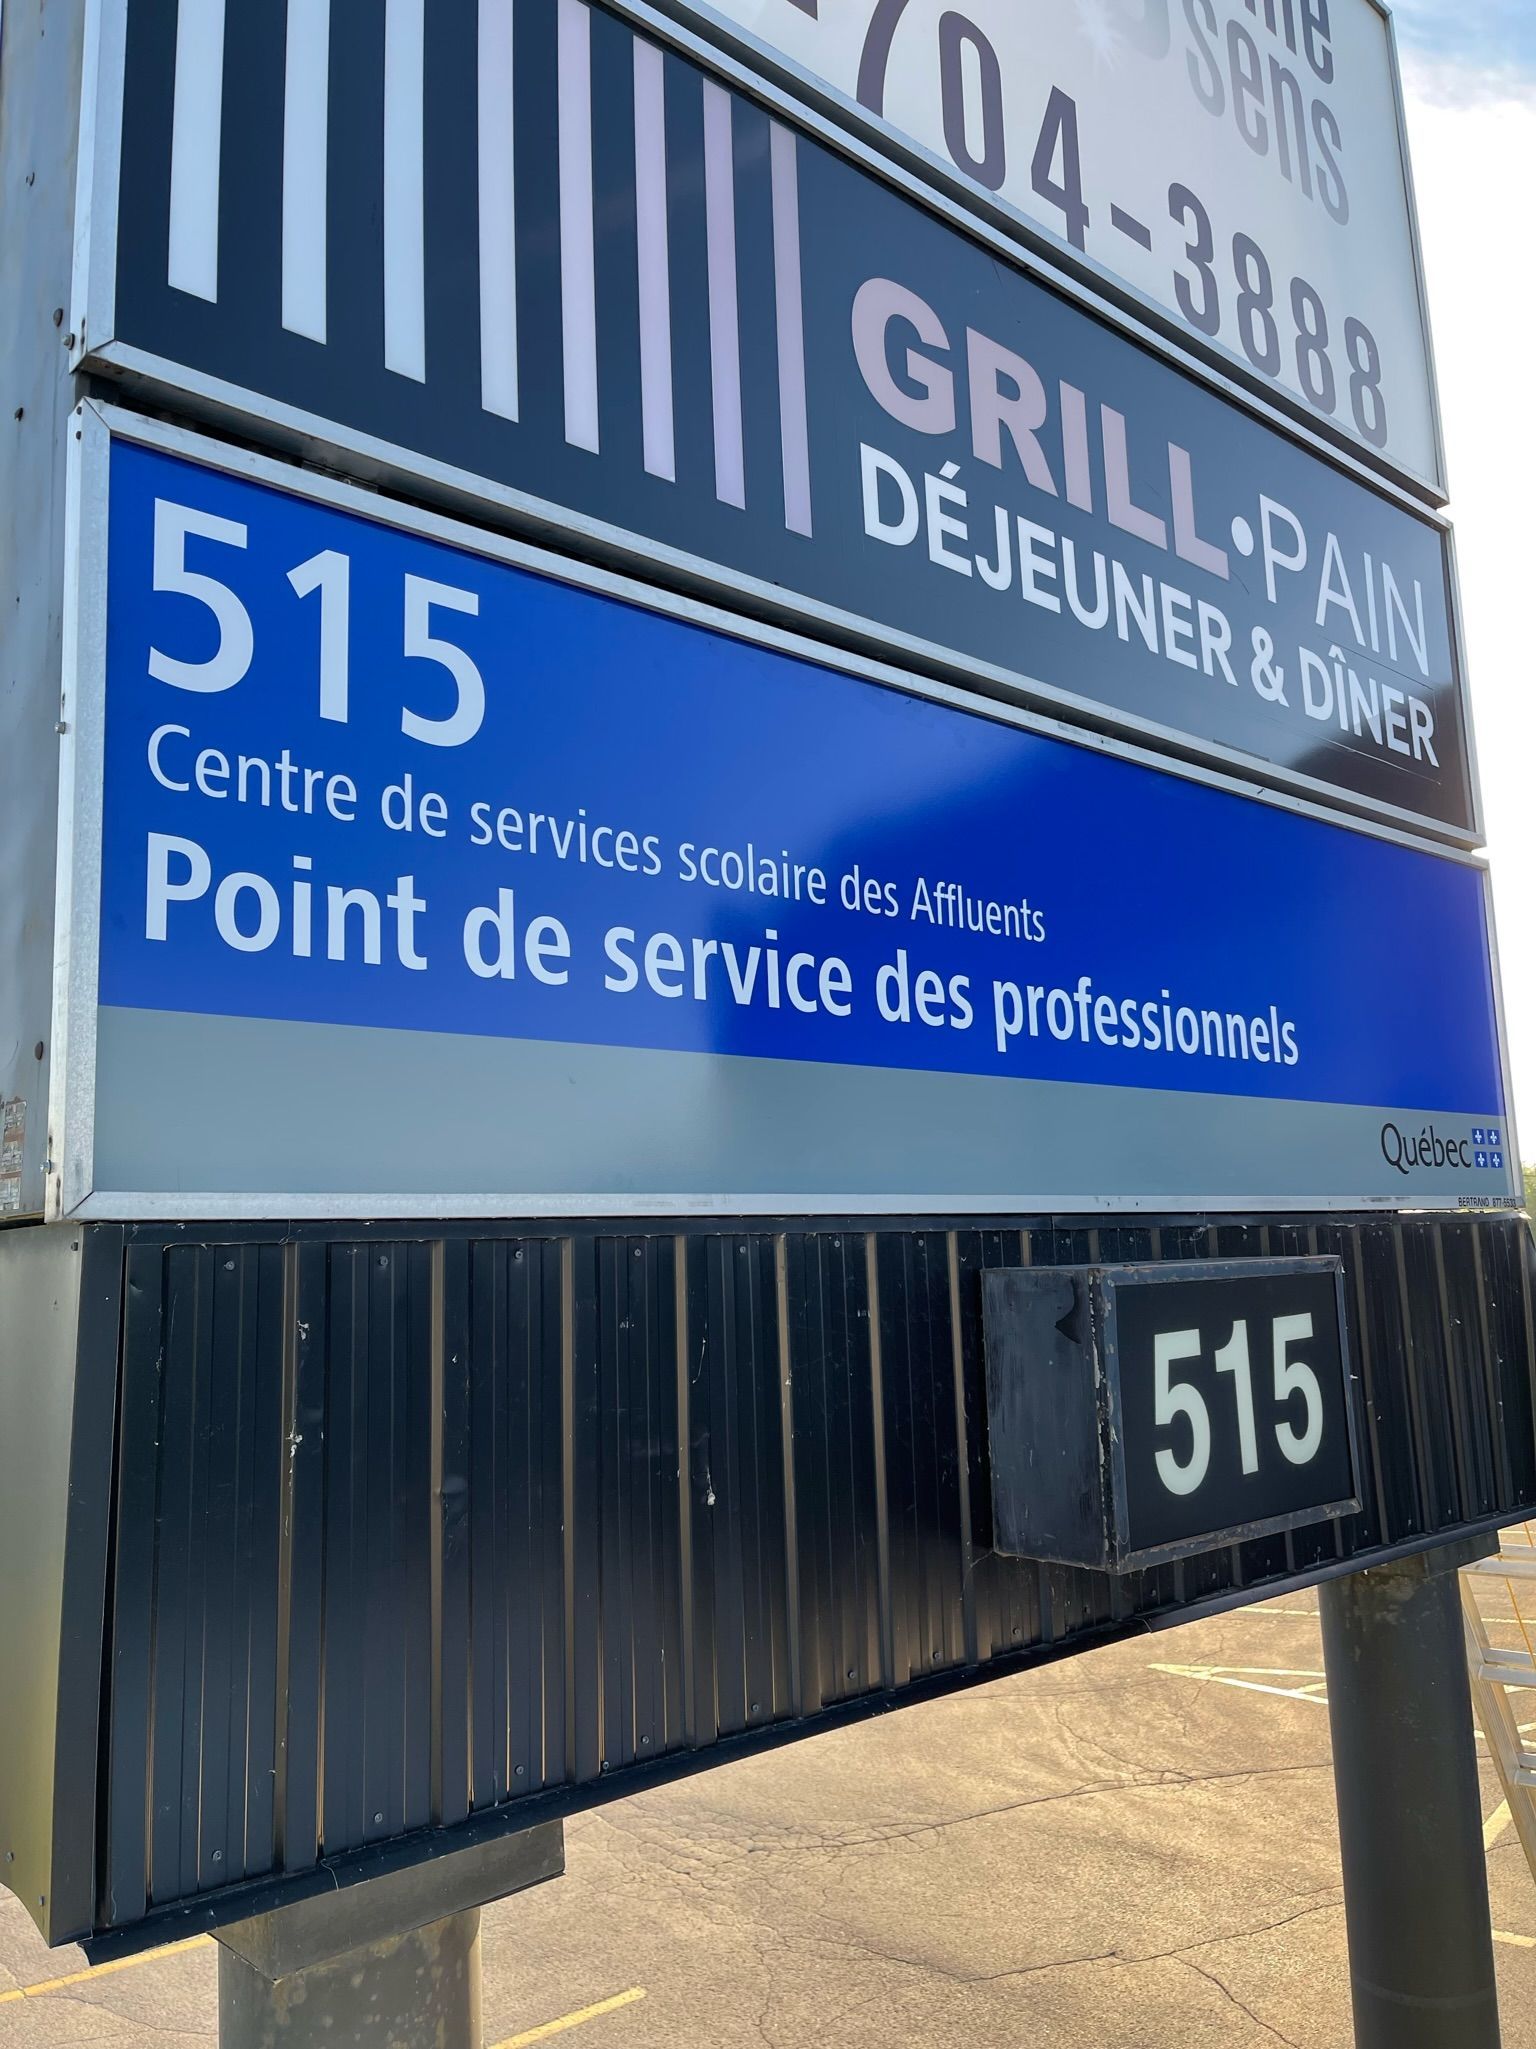 sens
704-3888
GRILL•PAIN
DÉJEUNER & DÎNER
515
Centre de services scolaire des Affluents
Point de service des professionnels
Québec
515